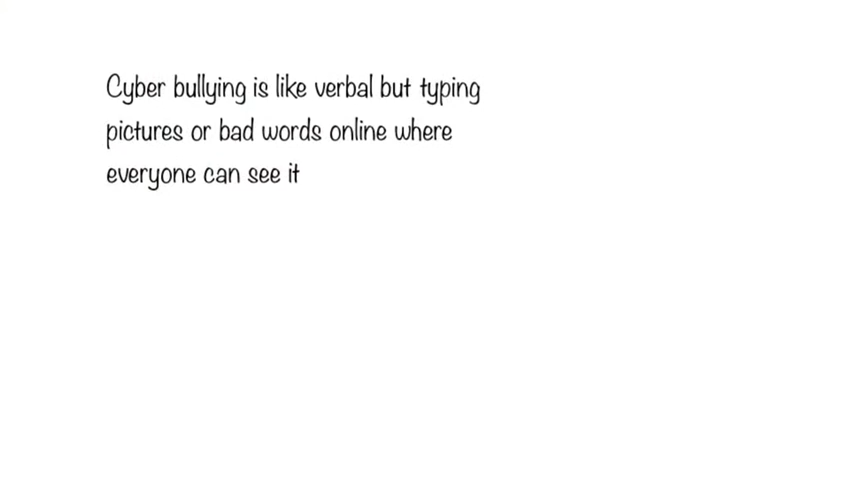 Cyber bullying is like verbal but typing
pictures or bad words online where
everyone can see it